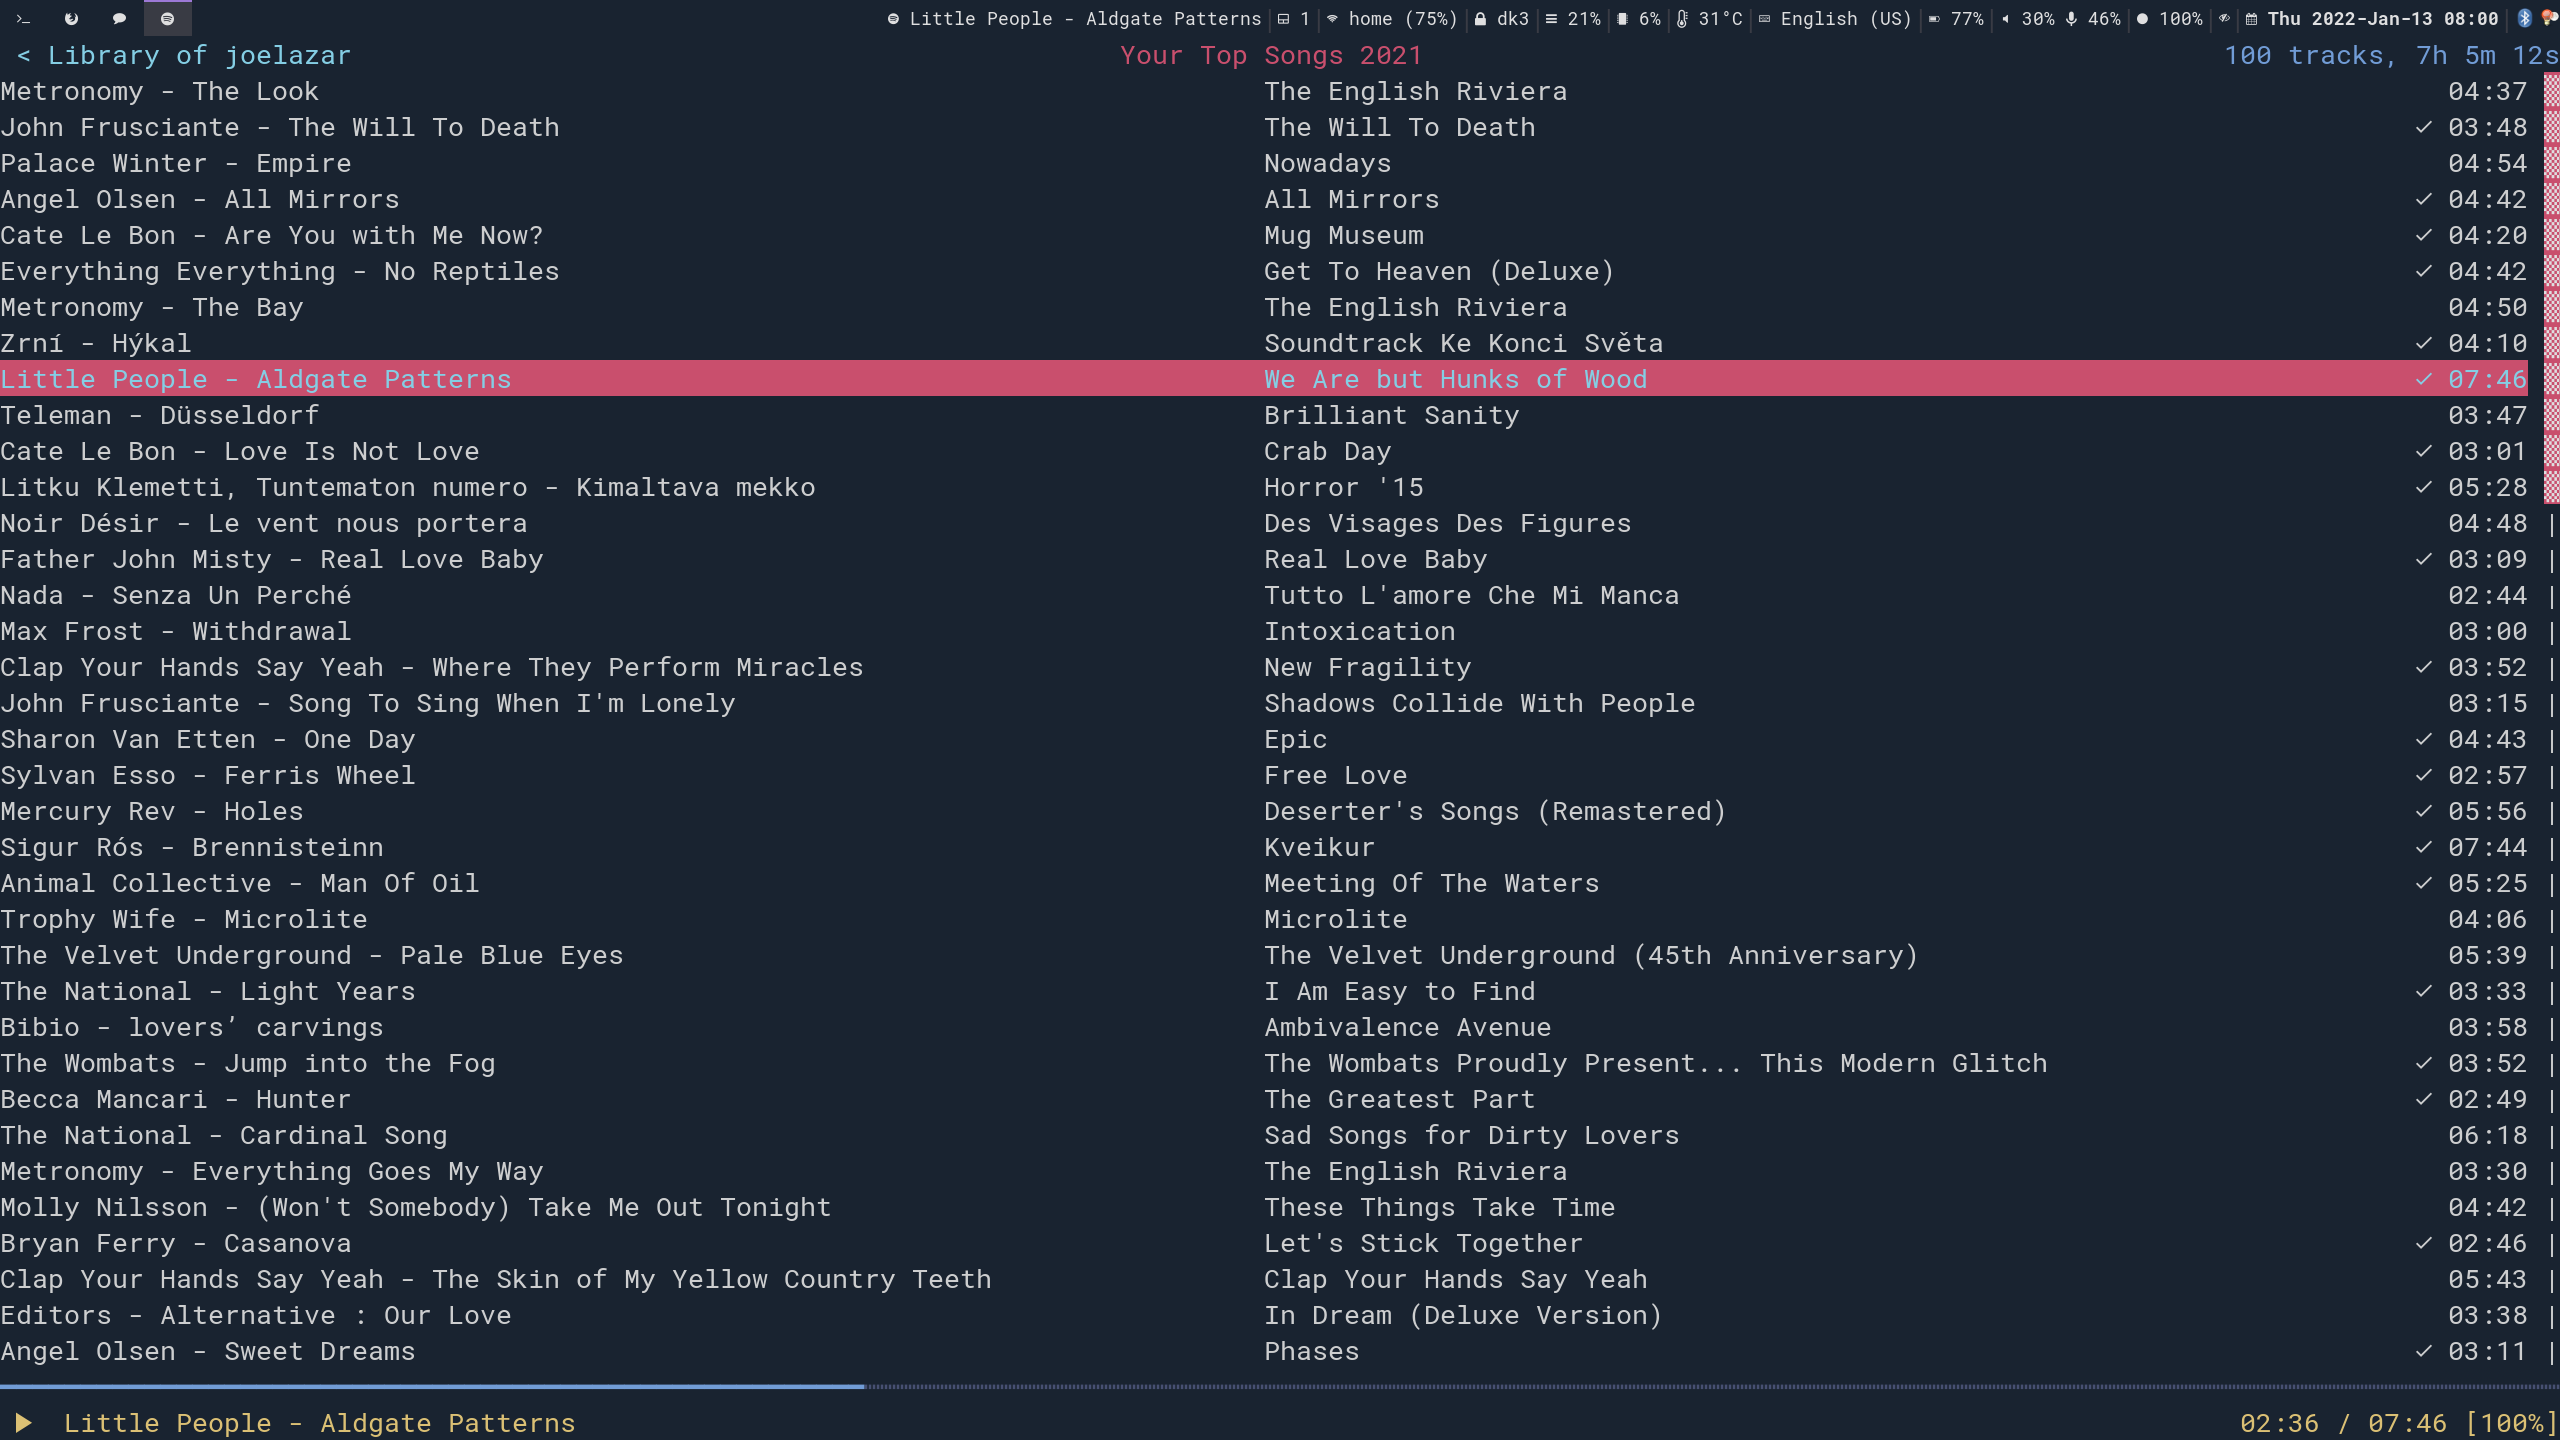 Little People - Aldgate Patterns 1 home (75%) dk3 21% 6% 31°C English (US) 77% 30% 46% 100% Thu 2022-Jan-13 08:00
< Library of joelazar Your Top Songs 2021 100 tracks, 7h 5m 12s
Metronomy - The Look The English Riviera 04:37
John Frusciante - The Will To Death The Will To Death ✓ 03:48
Palace Winter - Empire Nowadays 04:54
Angel Olsen - All Mirrors All Mirrors ✓ 04:42
Cate Le Bon - Are You with Me Now? Mug Museum ✓ 04:20
Everything Everything - No Reptiles Get To Heaven (Deluxe) ✓ 04:42
Metronomy - The Bay The English Riviera 04:50
Zrní - Hýkal Soundtrack Ke Konci Světa ✓ 04:10
Little People - Aldgate Patterns We Are but Hunks of Wood ✓ 07:46
Teleman - Düsseldorf Brilliant Sanity 03:47
Cate Le Bon - Love Is Not Love Crab Day ✓ 03:01
Litku Klemetti, Tuntematon numero - Kimaltava mekko Horror '15 ✓ 05:28
Noir Désir - Le vent nous portera Des Visages Des Figures 04:48
Father John Misty - Real Love Baby Real Love Baby ✓ 03:09
Nada - Senza Un Perché Tutto L'amore Che Mi Manca 02:44
Max Frost - Withdrawal Intoxication 03:00
Clap Your Hands Say Yeah - Where They Perform Miracles New Fragility ✓ 03:52
John Frusciante - Song To Sing When I'm Lonely Shadows Collide With People 03:15
Sharon Van Etten - One Day Epic ✓ 04:43
Sylvan Esso - Ferris Wheel Free Love ✓ 02:57
Mercury Rev - Holes Deserter's Songs (Remastered) ✓ 05:56
Sigur Rós - Brennisteinn Kveikur ✓ 07:44
Animal Collective - Man Of Oil Meeting Of The Waters ✓ 05:25
Trophy Wife - Microlite Microlite 04:06
The Velvet Underground - Pale Blue Eyes The Velvet Underground (45th Anniversary) 05:39
The National - Light Years I Am Easy to Find ✓ 03:33
Bibio - lovers’ carvings Ambivalence Avenue 03:58
The Wombats - Jump into the Fog The Wombats Proudly Present... This Modern Glitch ✓ 03:52
Becca Mancari - Hunter The Greatest Part ✓ 02:49
The National - Cardinal Song Sad Songs for Dirty Lovers 06:18
Metronomy - Everything Goes My Way The English Riviera 03:30
Molly Nilsson - (Won't Somebody) Take Me Out Tonight These Things Take Time 04:42
Bryan Ferry - Casanova Let's Stick Together ✓ 02:46
Clap Your Hands Say Yeah - The Skin of My Yellow Country Teeth Clap Your Hands Say Yeah 05:43
Editors - Alternative : Our Love In Dream (Deluxe Version) 03:38
Angel Olsen - Sweet Dreams Phases ✓ 03:11
Little People - Aldgate Patterns 02:36 / 07:46 [100%]